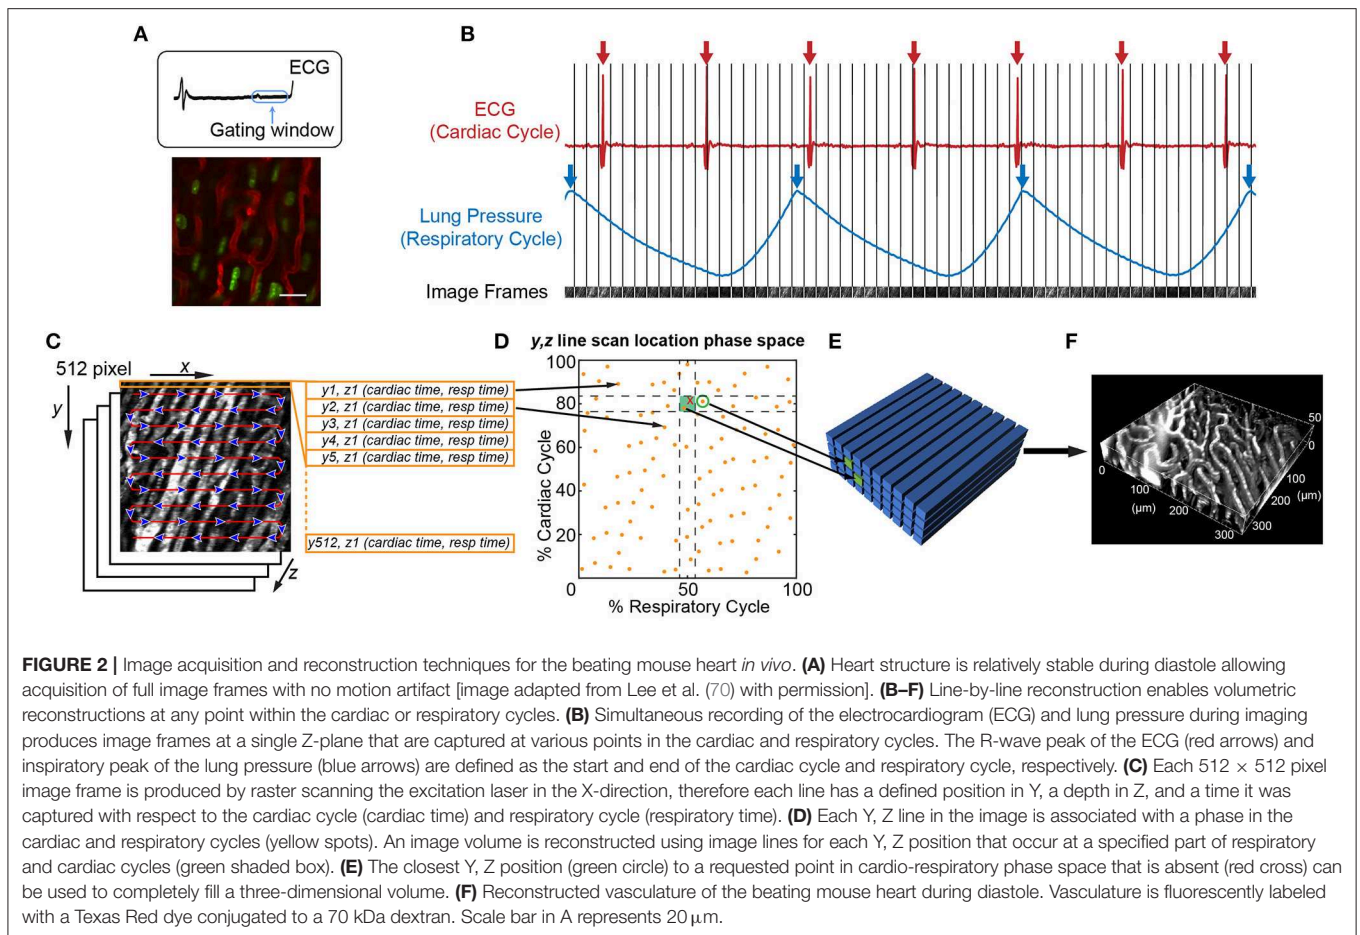 A
ECG
Gating window
B
ECG
(Cardiac Cycle)
Lung Pressure
(Respiratory Cycle)
Image Frames
C
512 pixel
x
y
z
y1, z1 (cardiac time, resp time)
y2, z1 (cardiac time, resp time)
y3, z1 (cardiac time, resp time)
y4, z1 (cardiac time, resp time)
y5, z1 (cardiac time, resp time)
y512, z1 (cardiac time, resp time)
D
y,z line scan location phase space
% Cardiac Cycle
100
80
60
40
20
0
50
100
% Respiratory Cycle
x
E
F
50
0
0
100
(µm)
200
300
100
(µm)
200
300
FIGURE 2 | Image acquisition and reconstruction techniques for the beating mouse heart in vivo. (A) Heart structure is relatively stable during diastole allowing
acquisition of full image frames with no motion artifact [image adapted from Lee et al. (70) with permission]. (B–F) Line-by-line reconstruction enables volumetric
reconstructions at any point within the cardiac or respiratory cycles. (B) Simultaneous recording of the electrocardiogram (ECG) and lung pressure during imaging
produces image frames at a single Z-plane that are captured at various points in the cardiac and respiratory cycles. The R-wave peak of the ECG (red arrows) and
inspiratory peak of the lung pressure (blue arrows) are defined as the start and end of the cardiac cycle and respiratory cycle, respectively. (C) Each 512 × 512 pixel
image frame is produced by raster scanning the excitation laser in the X-direction, therefore each line has a defined position in Y, a depth in Z, and a time it was
captured with respect to the cardiac cycle (cardiac time) and respiratory cycle (respiratory time). (D) Each Y, Z line in the image is associated with a phase in the
cardiac and respiratory cycles (yellow spots). An image volume is reconstructed using image lines for each Y, Z position that occur at a specified part of respiratory
and cardiac cycles (green shaded box). (E) The closest Y, Z position (green circle) to a requested point in cardio-respiratory phase space that is absent (red cross) can
be used to completely fill a three-dimensional volume. (F) Reconstructed vasculature of the beating mouse heart during diastole. Vasculature is fluorescently labeled
with a Texas Red dye conjugated to a 70 kDa dextran. Scale bar in A represents 20 µm.